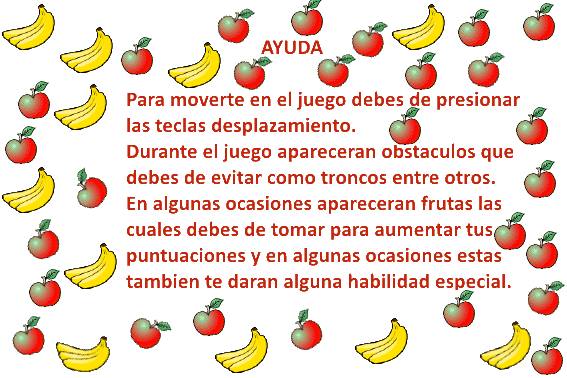 AYUDA
Para moverte en el juego debes de presionar
las teclas desplazamiento.
Durante el juego apareceran obstaculos que
debes de evitar como troncos entre otros.
En algunas ocasiones apareceran frutas las
cuales debes de tomar para aumentar tus
puntuaciones y en algunas ocasiones estas
tambien te daran alguna habilidad especial.